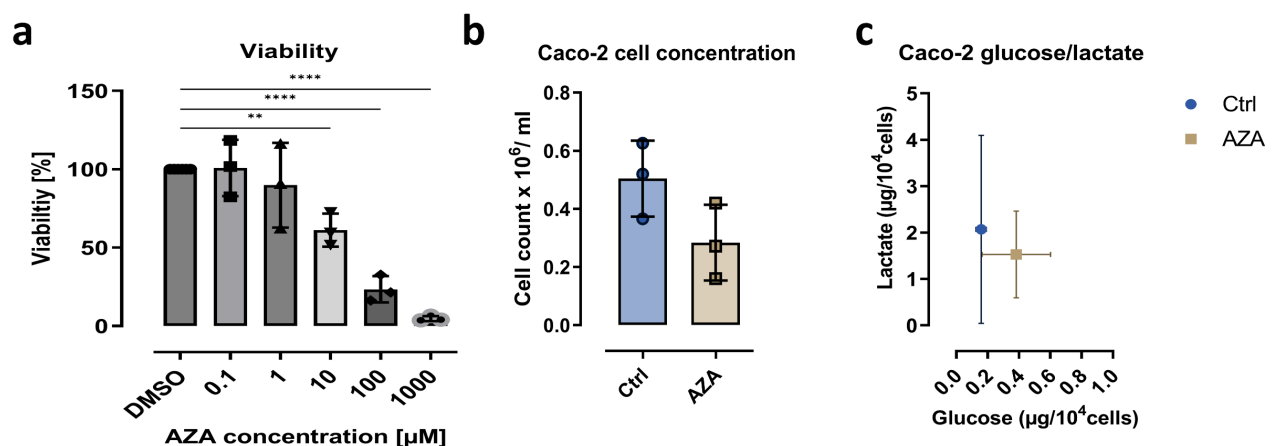 a
Viability
****
****
**
150
100
50
0
Viabiltiy [%]
DMSO
0.1
1
10
100
1000
AZA concentration [µM]
b
Caco-2 cell concentration
0.8
0.6
0.4
0.2
0.0
Cell count x 10⁶/ ml
Ctrl
AZA
c
Caco-2 glucose/lactate
5
4
3
2
1
0
Lactate (µg/10⁴cells)
0.0
0.2
0.4
0.6
0.8
1.0
Glucose (µg/10⁴cells)
Ctrl
AZA